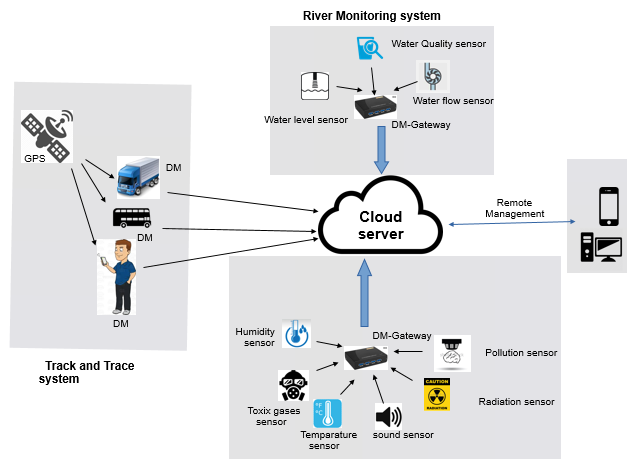 River Monitoring system
Water Quality sensor
Water flow sensor
Water level sensor
DM-Gateway
GPS
DM
DM
DM
Track and Trace
system
Cloud
server
Remote
Management
Humidity
sensor
DM-Gateway
Pollution sensor
Toxix gases
sensor
°F
°C
Temparature
sensor
sound sensor
CAUTION
RADIATION
Radiation sensor